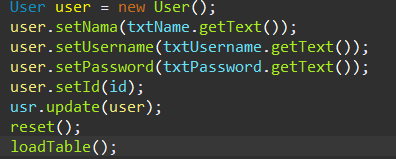 User user = new User();
user.setNama(txtName.getText());
user.setUsername(txtUsername.getText());
user.setPassword(txtPassword.getText());
user.setId(id);
usr.update(user);
reset();
loadTable();